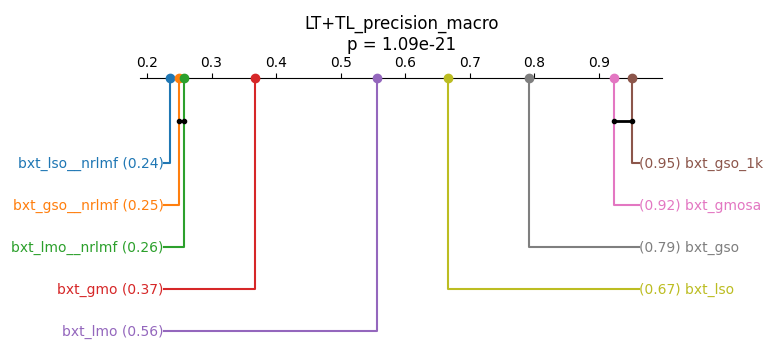 LT+TL_precision_macro
p = 1.09e-21
0.2 0.3 0.4 0.5 0.6 0.7 0.8 0.9
bxt_lso__nrlmf (0.24)
(0.95) bxt_gso_1k
bxt_gso__nrlmf (0.25)
(0.92) bxt_gmosa
bxt_lmo__nrlmf (0.26)
(0.79) bxt_gso
bxt_gmo (0.37)
(0.67) bxt_lso
bxt_lmo (0.56)